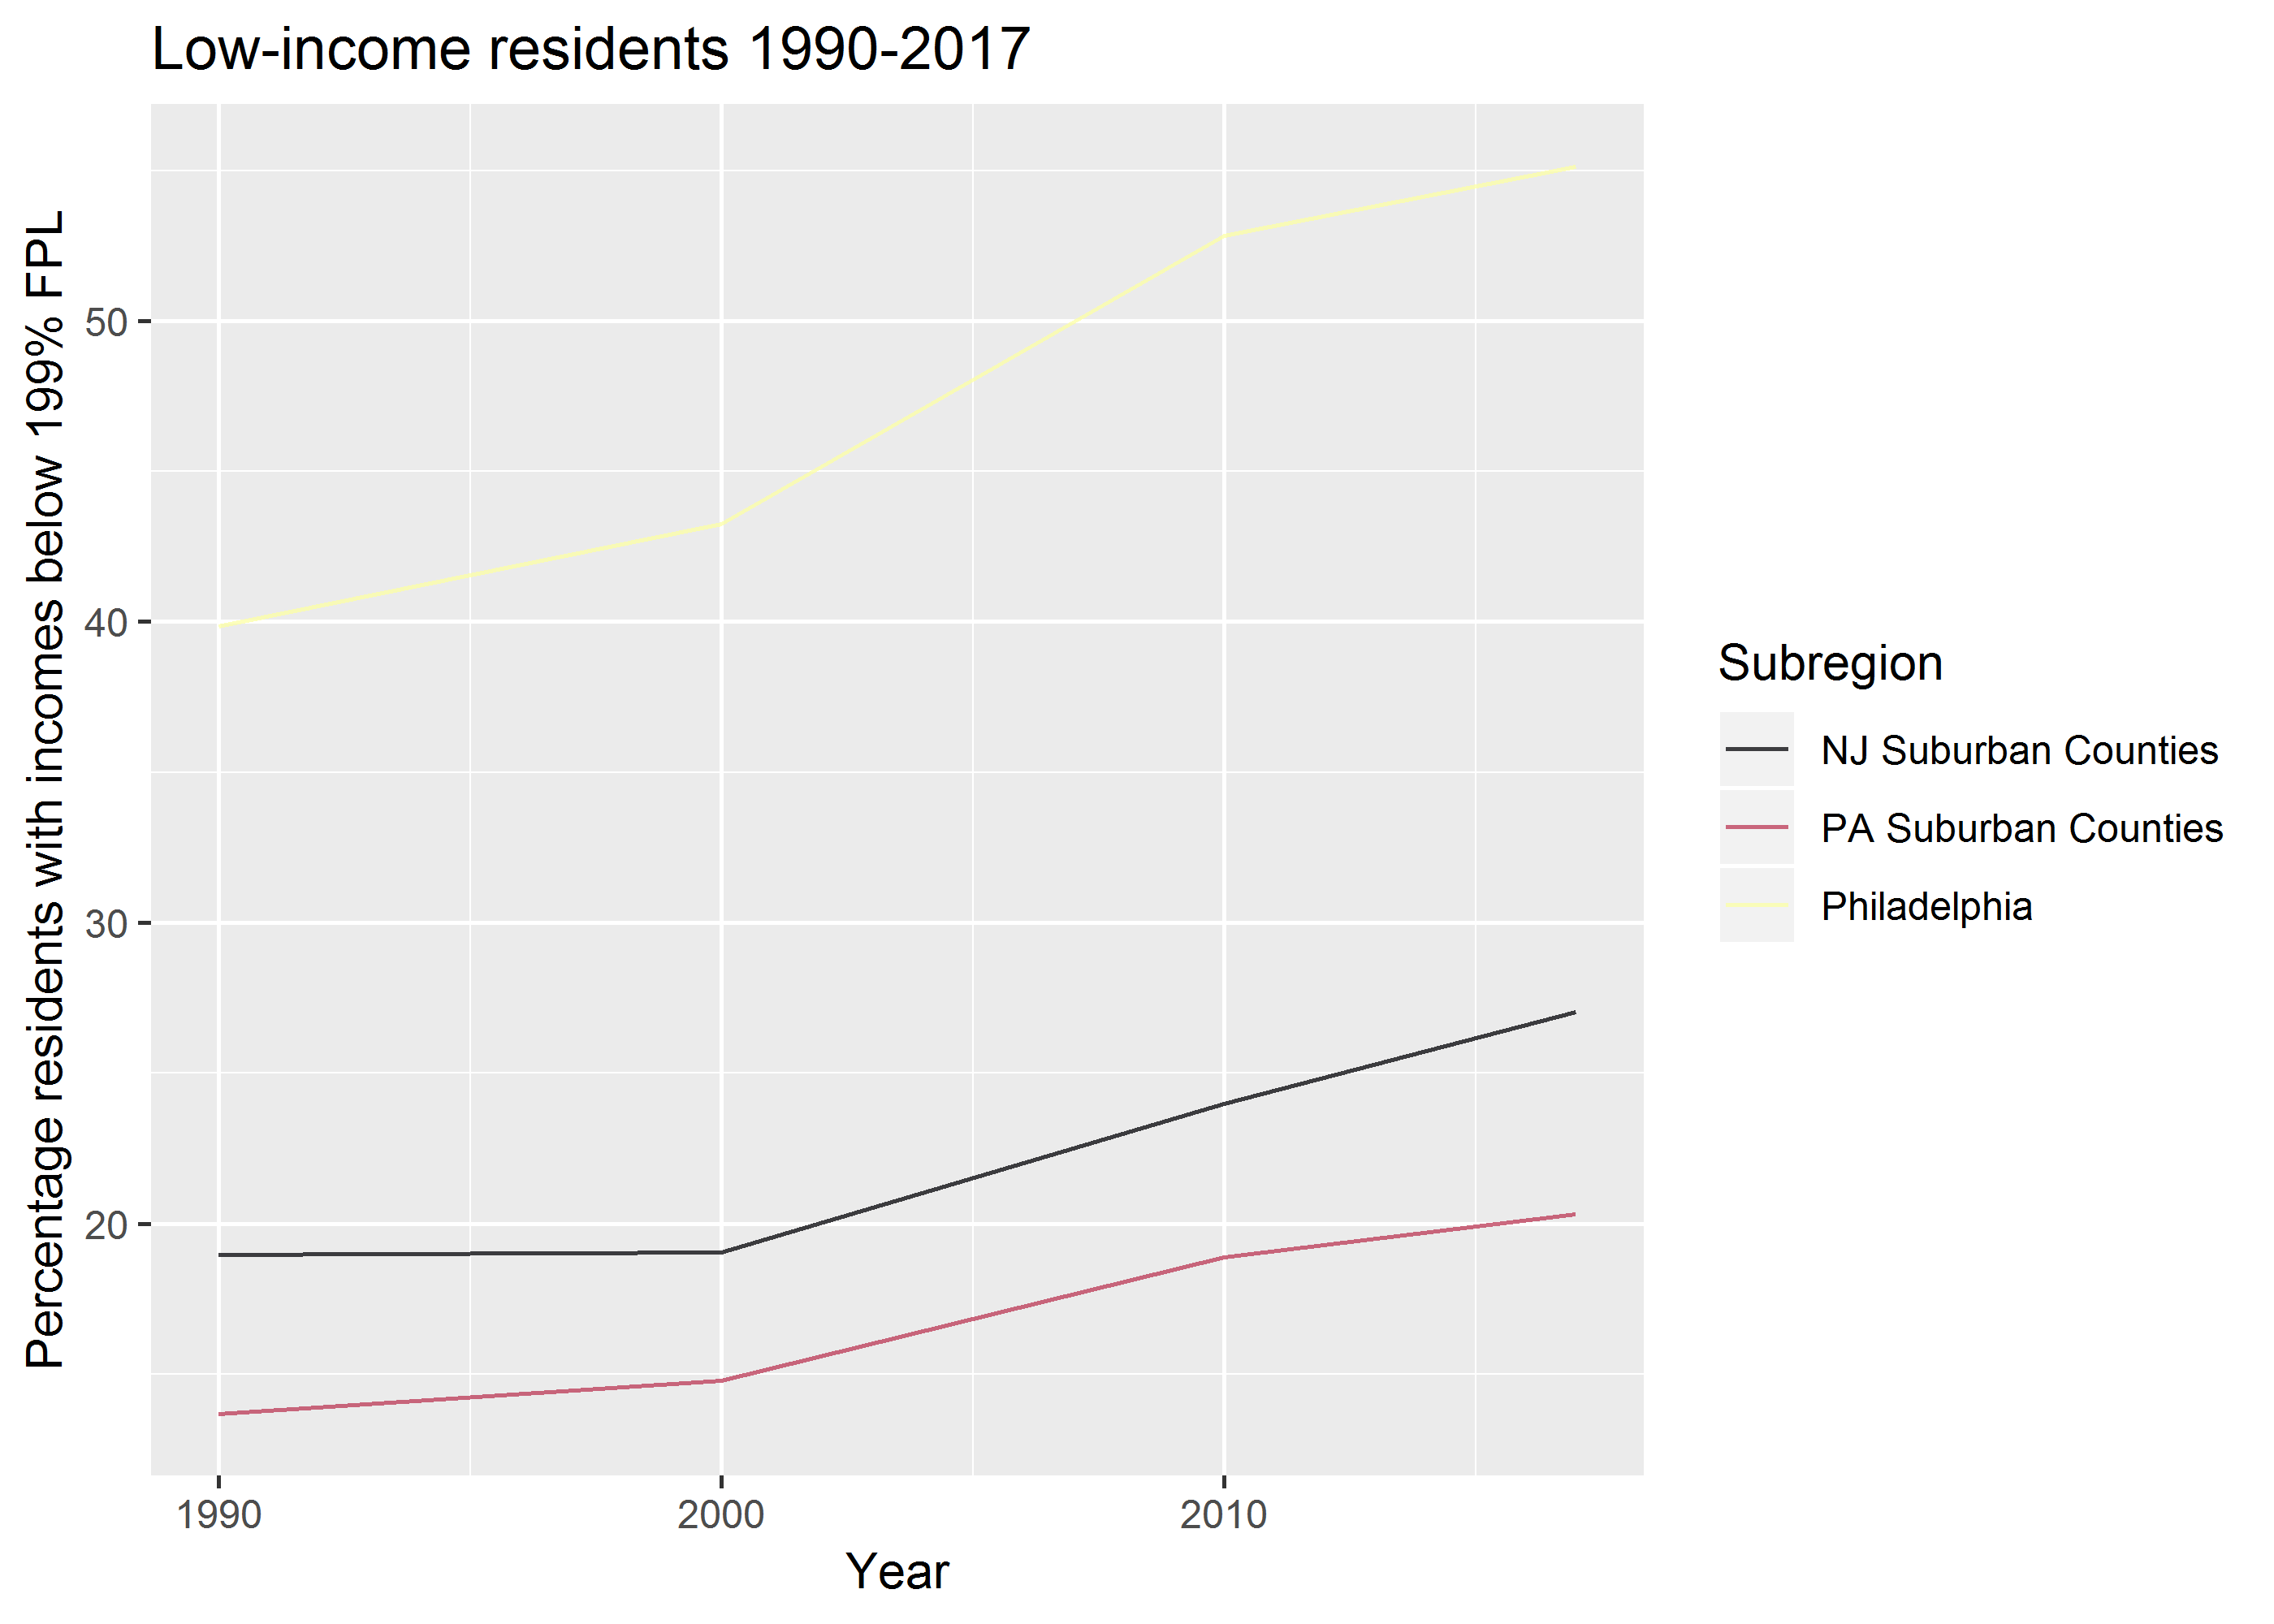 Low-income residents 1990-2017
Percentage residents with incomes below 199% FPL
50
40
30
20
1990
2000
2010
Year
Subregion
NJ Suburban Counties
PA Suburban Counties
Philadelphia